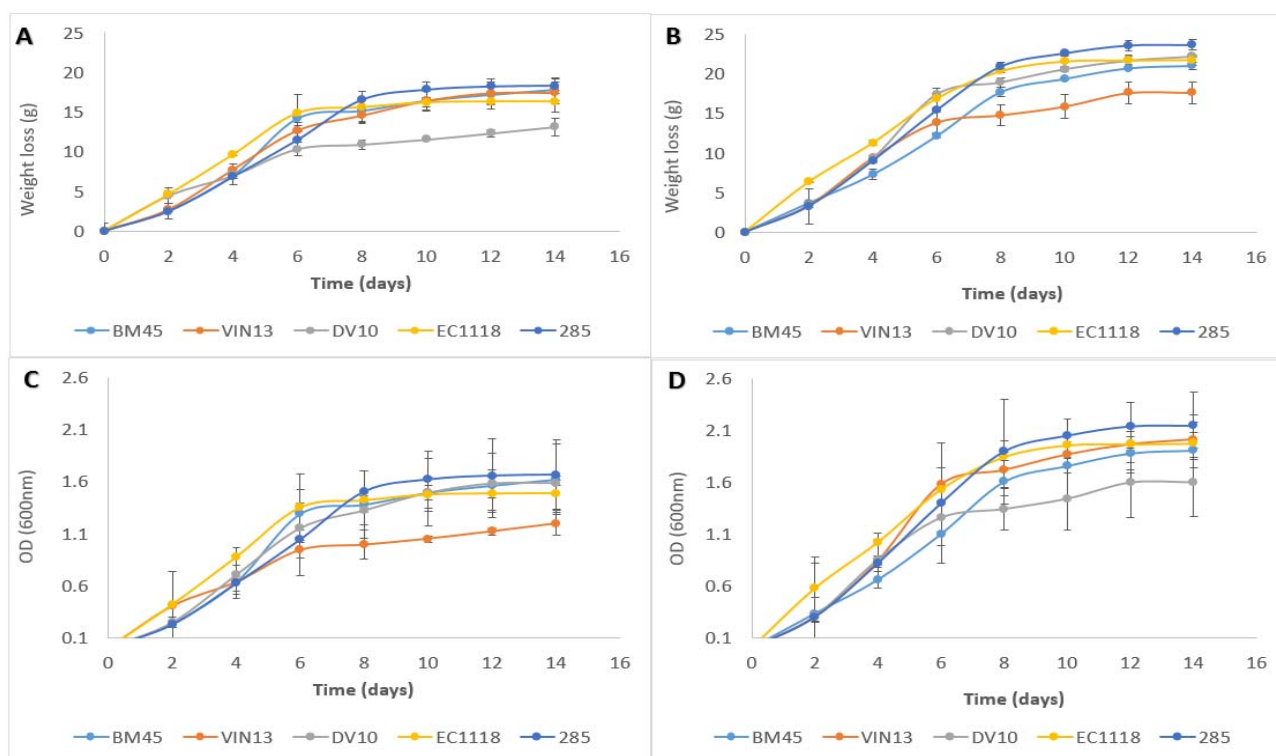 A
Weight loss (g)
25
20
15
10
5
0
0 2 4 6 8 10 12 14 16
Time (days)
BM45 VIN13 DV10 EC1118 285
B
Weight loss (g)
25
20
15
10
5
0
0 2 4 6 8 10 12 14 16
Time (days)
BM45 VIN13 DV10 EC1118 285
C
OD (600nm)
2.6
2.1
1.6
1.1
0.6
0.1
0 2 4 6 8 10 12 14 16
Time (days)
BM45 VIN13 DV10 EC1118 285
D
OD (600nm)
2.6
2.1
1.6
1.1
0.6
0.1
0 2 4 6 8 10 12 14 16
Time (days)
BM45 VIN13 DV10 EC1118 285